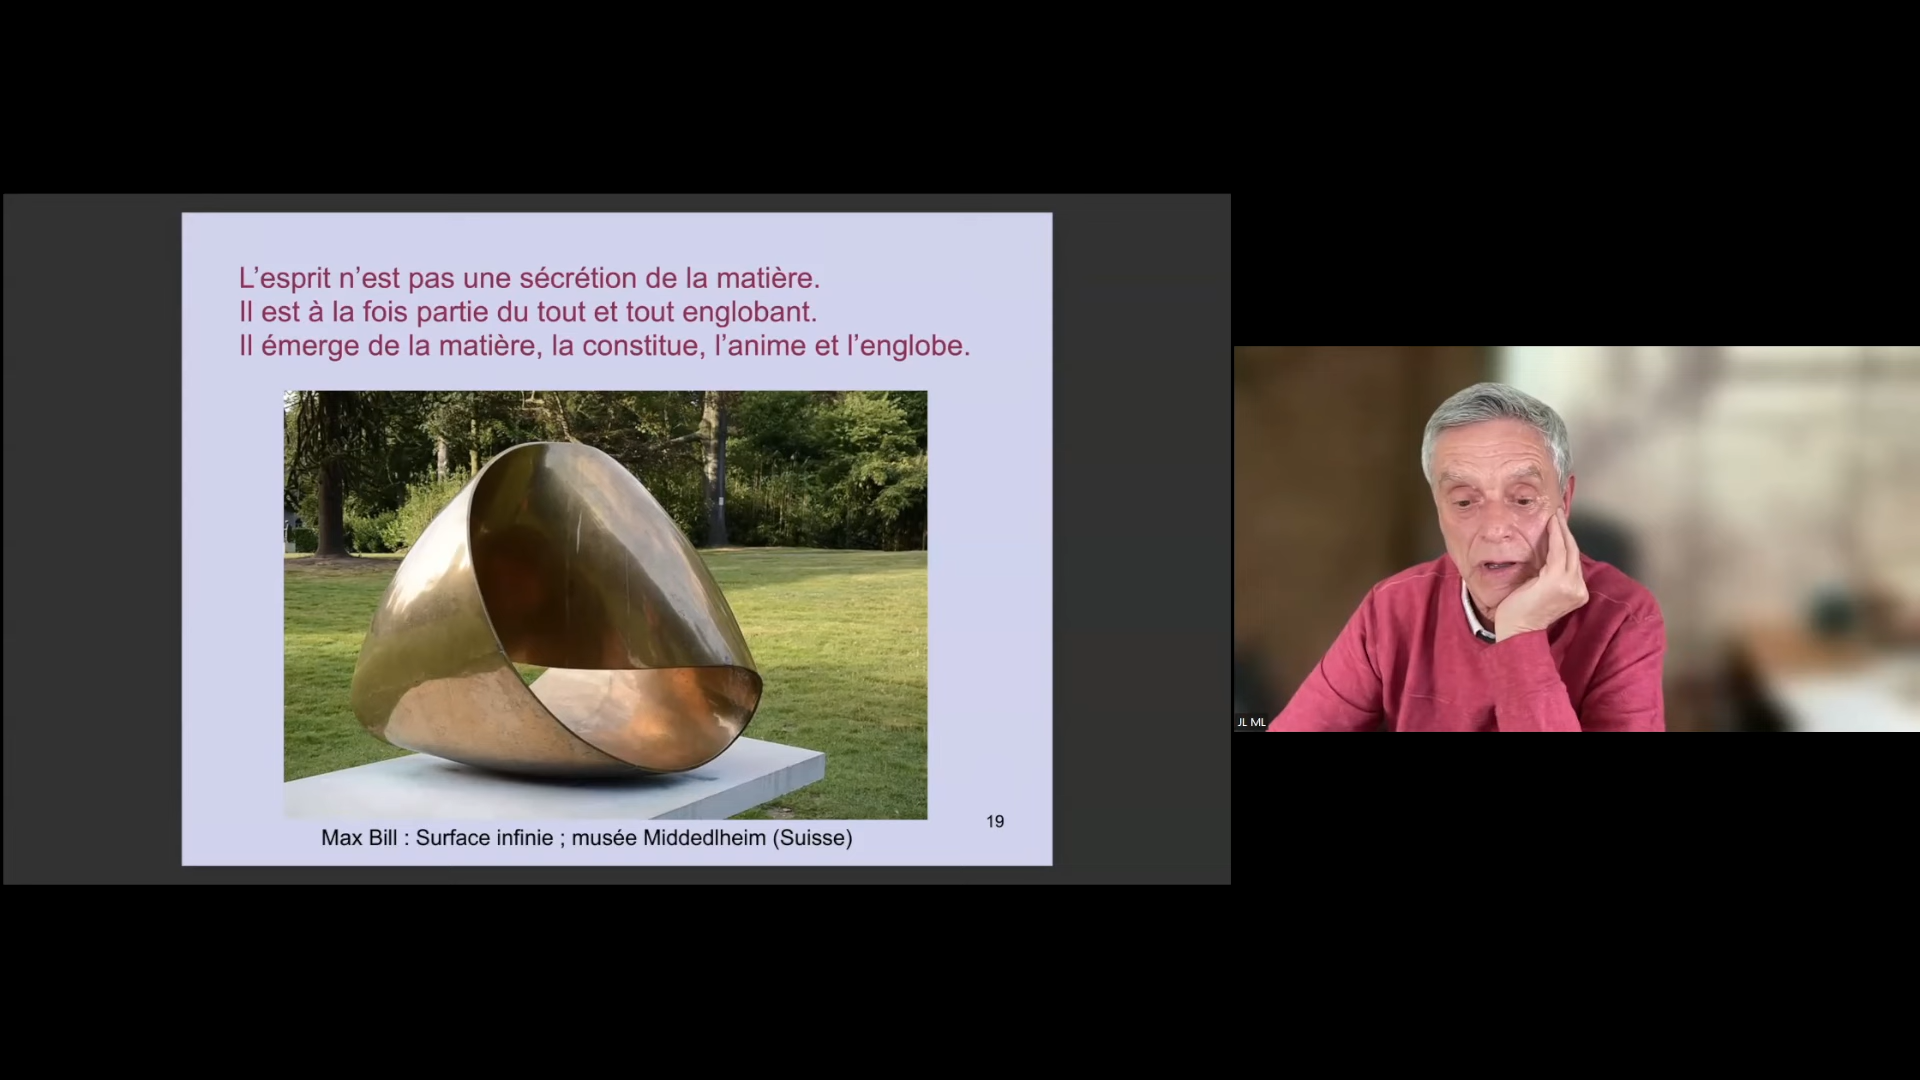 L’esprit n’est pas une sécrétion de la matière.
Il est à la fois partie du tout et tout englobant.
Il émerge de la matière, la constitue, l’anime et l’englobe.
19
Max Bill : Surface infinie ; musée Middedlheim (Suisse)
JL ML